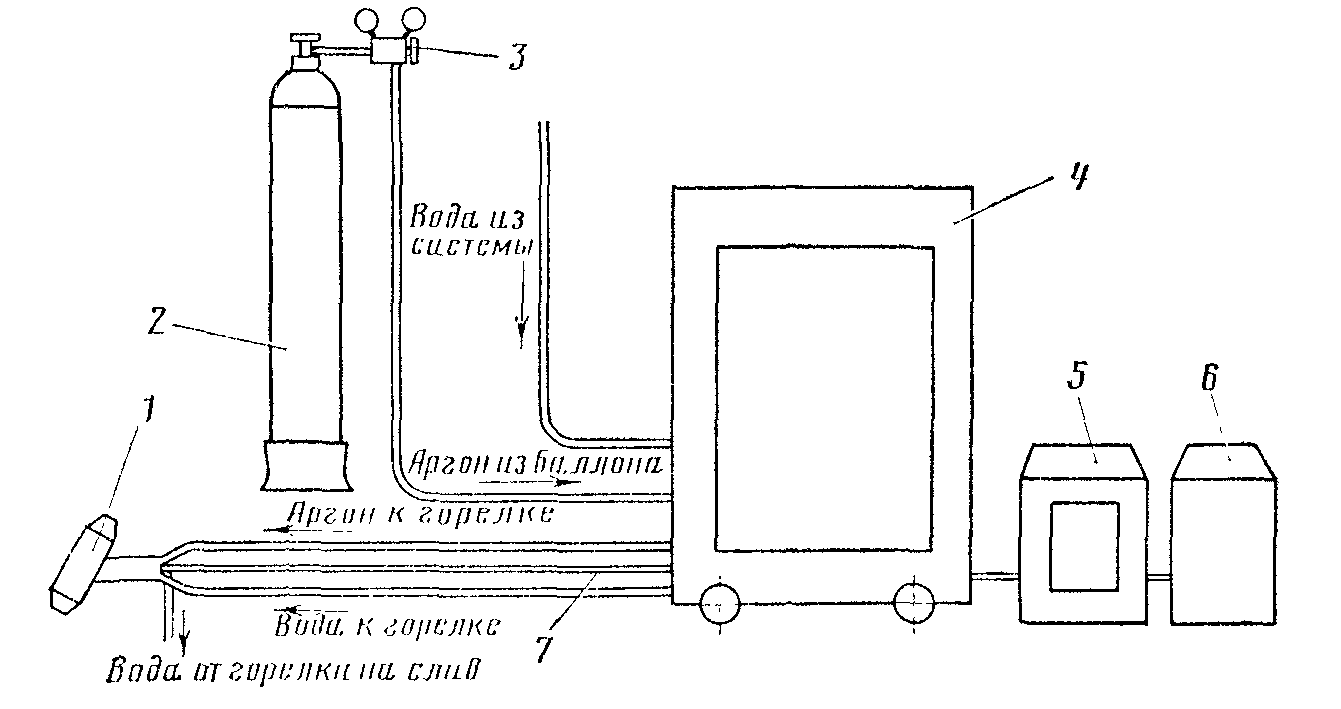 3
4
Вода из
системы
2
5
6
1
Аргон из баллона
Аргон к горелке
Вода к горелке
7
Вода от горелки на слив